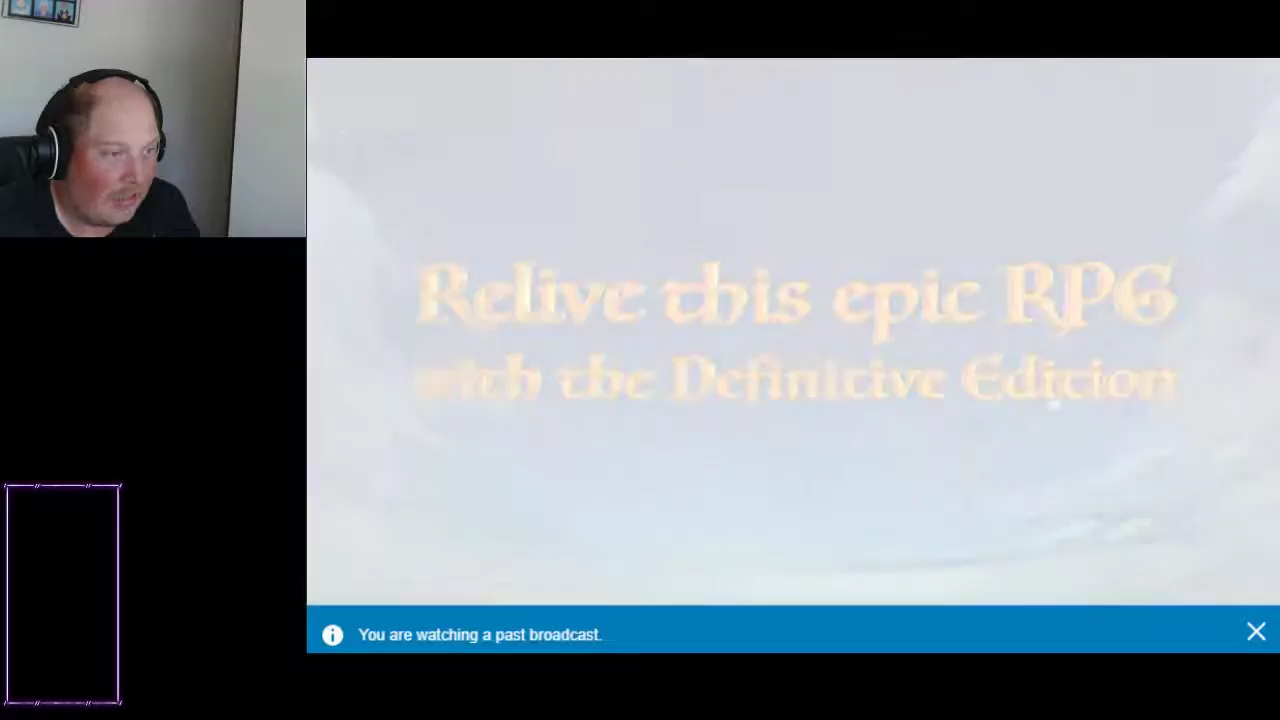 Relive this epic RPG
with the Definitive Edition
You are watching a past broadcast.